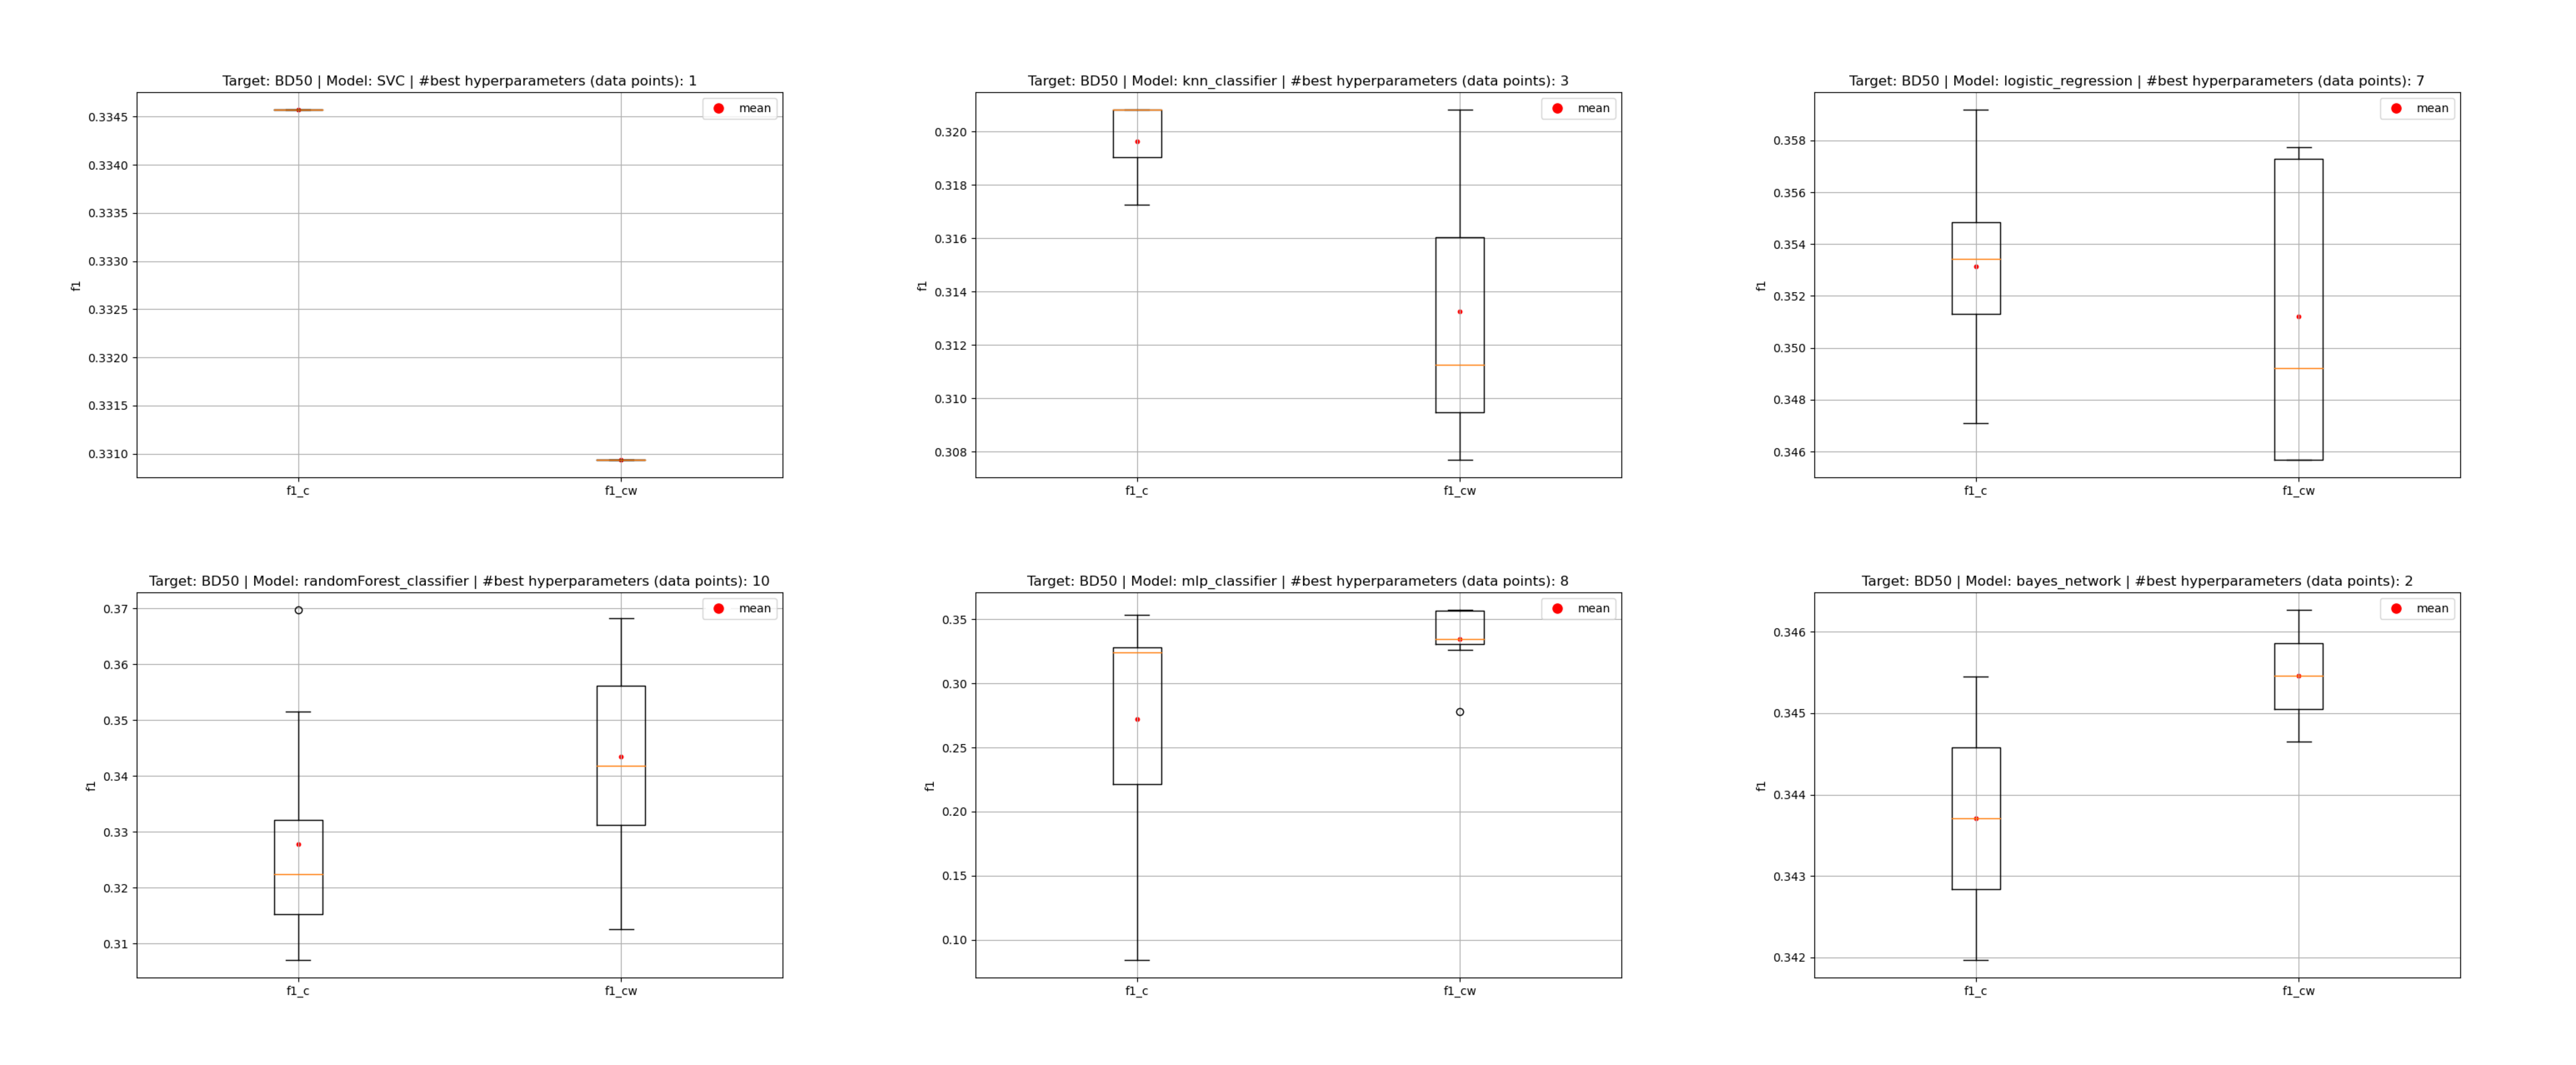 Target: BD50 | Model: SVC | #best hyperparameters (data points): 1
mean
0.3345
0.3340
0.3335
0.3330
0.3325
0.3320
0.3315
0.3310
f1
f1_c
f1_cw
Target: BD50 | Model: knn_classifier | #best hyperparameters (data points): 3
mean
0.320
0.318
0.316
0.314
0.312
0.310
0.308
f1
f1_c
f1_cw
Target: BD50 | Model: logistic_regression | #best hyperparameters (data points): 7
mean
0.358
0.356
0.354
0.352
0.350
0.348
0.346
f1
f1_c
f1_cw
Target: BD50 | Model: randomForest_classifier | #best hyperparameters (data points): 10
mean
0.37
0.36
0.35
0.34
0.33
0.32
0.31
f1
f1_c
f1_cw
Target: BD50 | Model: mlp_classifier | #best hyperparameters (data points): 8
mean
0.35
0.30
0.25
0.20
0.15
0.10
f1
f1_c
f1_cw
Target: BD50 | Model: bayes_network | #best hyperparameters (data points): 2
mean
0.346
0.345
0.344
0.343
0.342
f1
f1_c
f1_cw